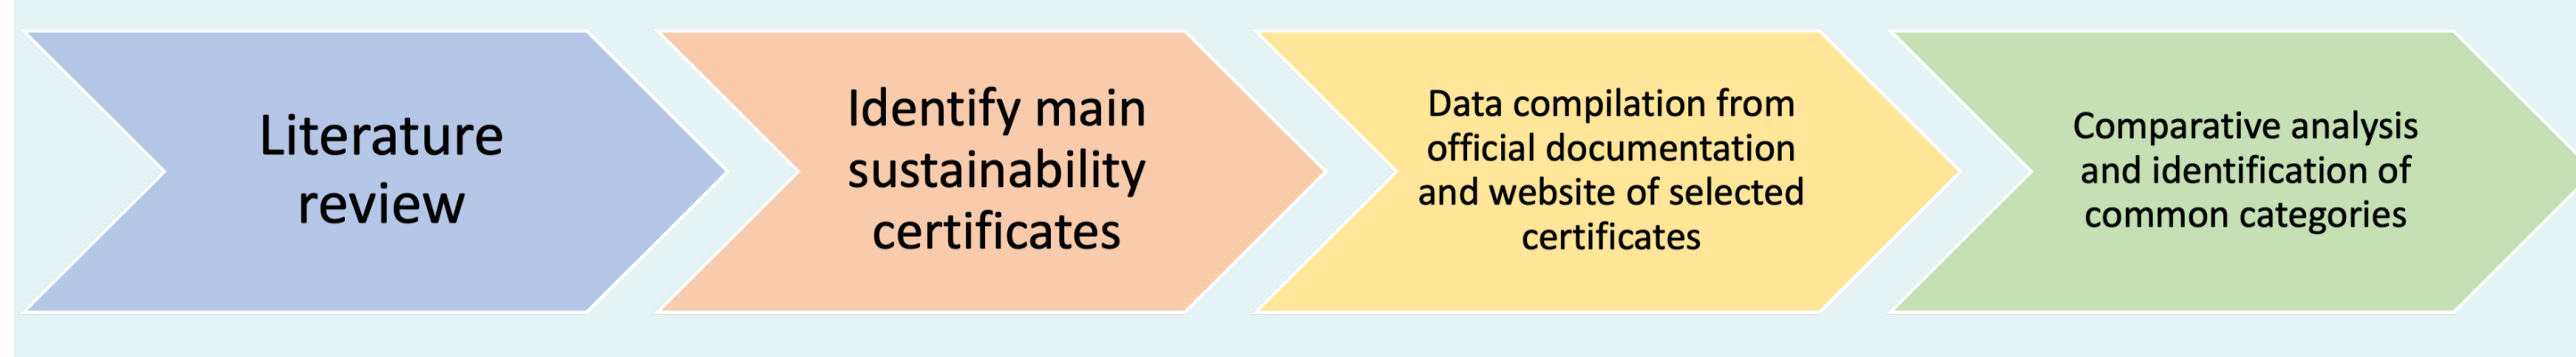 Literature
review
Identify main
sustainability
certificates
Data compilation from
official documentation
and website of selected
certificates
Comparative analysis
and identification of
common categories